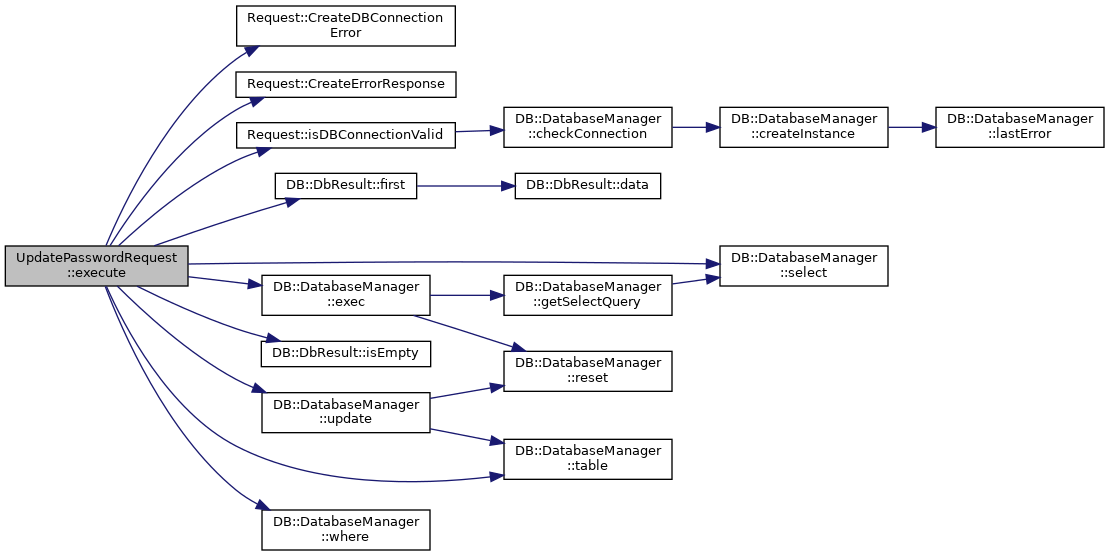 Request::CreateDBConnection
Error
Request::CreateErrorResponse
Request::isDBConnectionValid
DB::DatabaseManager
::checkConnection
DB::DatabaseManager
::createInstance
DB::DatabaseManager
::lastError
DB::DbResult::first
DB::DbResult::data
UpdatePasswordRequest
::execute
DB::DatabaseManager
::select
DB::DatabaseManager
::exec
DB::DatabaseManager
::getSelectQuery
DB::DbResult::isEmpty
DB::DatabaseManager
::reset
DB::DatabaseManager
::update
DB::DatabaseManager
::table
DB::DatabaseManager
::where